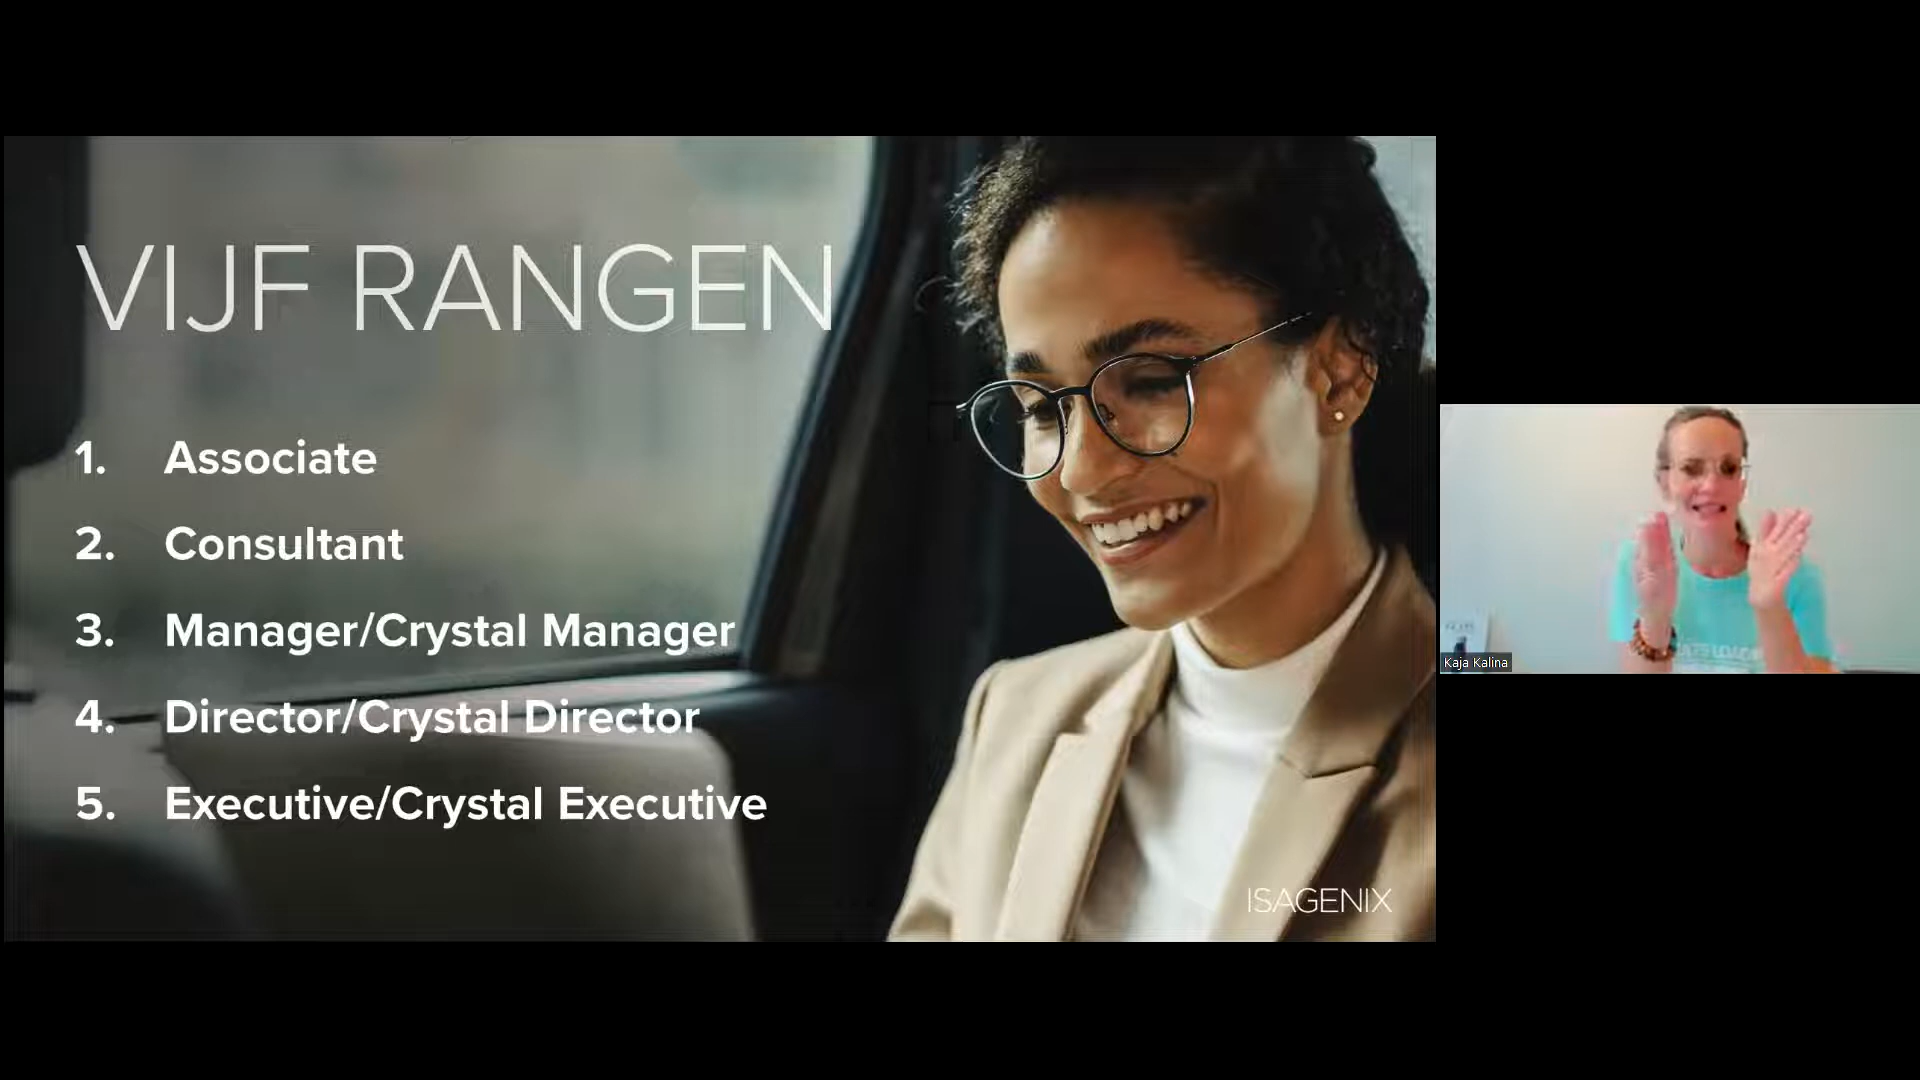 VIJF RANGEN
1. Associate
2. Consultant
3. Manager/Crystal Manager
4. Director/Crystal Director
5. Executive/Crystal Executive
ISAGENIX
Kaja Kalina